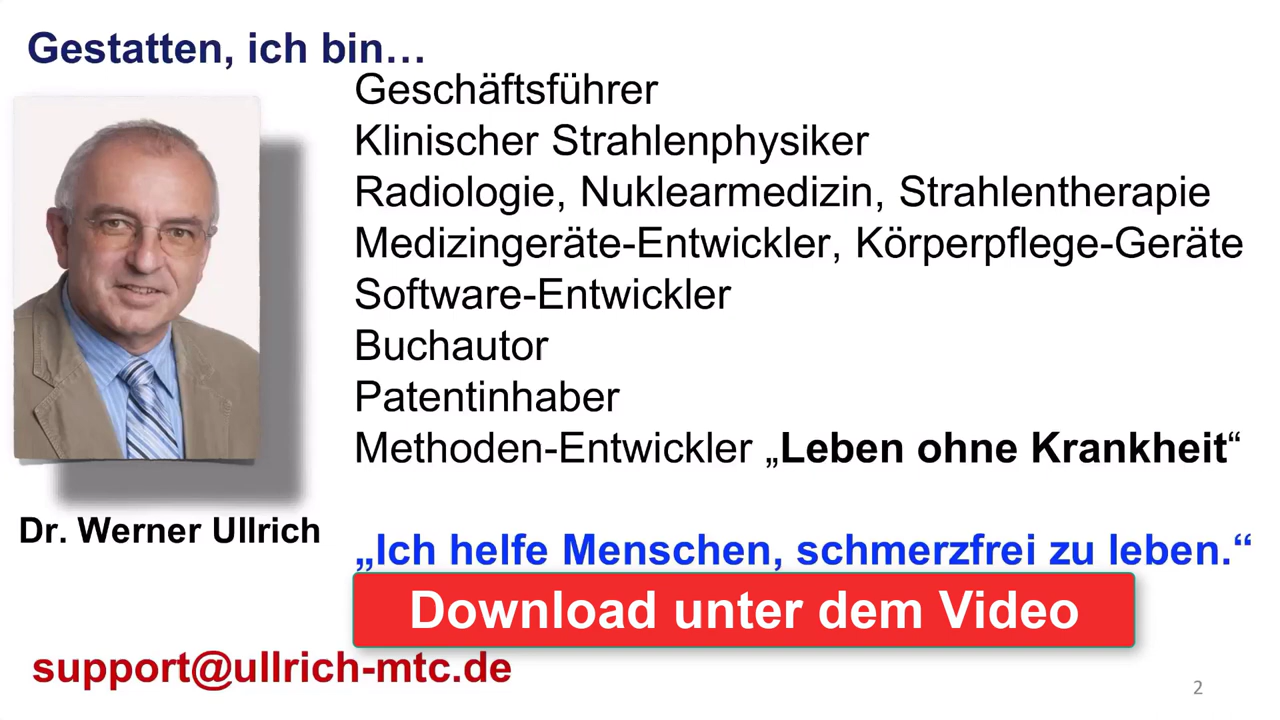 Gestatten, ich bin…
Geschäftsführer
Klinischer Strahlenphysiker
Radiologie, Nuklearmedizin, Strahlentherapie
Medizingeräte-Entwickler, Körperpflege-Geräte
Software-Entwickler
Buchautor
Patentinhaber
Methoden-Entwickler „Leben ohne Krankheit“
Dr. Werner Ullrich
„Ich helfe Menschen, schmerzfrei zu leben.“
Download unter dem Video
support@ullrich-mtc.de
2